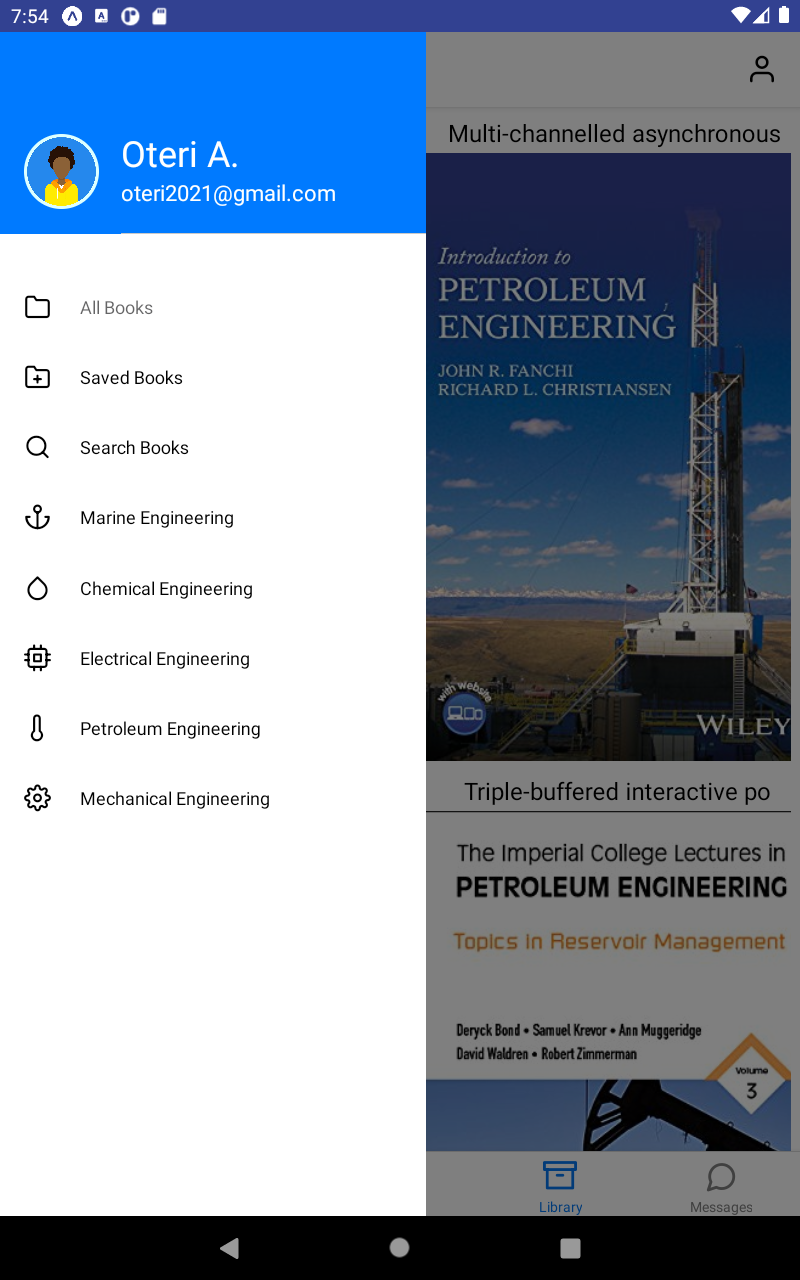 7:54
Oteri A.
oteri2021@gmail.com
All Books
Saved Books
Search Books
Marine Engineering
Chemical Engineering
Electrical Engineering
Petroleum Engineering
Mechanical Engineering
Multi-channelled asynchronous
Introduction to
PETROLEUM
ENGINEERING
JOHN R. FANCHI
RICHARD L. CHRISTIANSEN
with Website
WILEY
Triple-buffered interactive po
The Imperial College Lectures in
PETROLEUM ENGINEERING
Topics in Reservoir Management
Deryck Bond • Samuel Krevor • Ann Muggeridge
David Waldren • Robert Zimmerman
Volume
3
Library
Messages